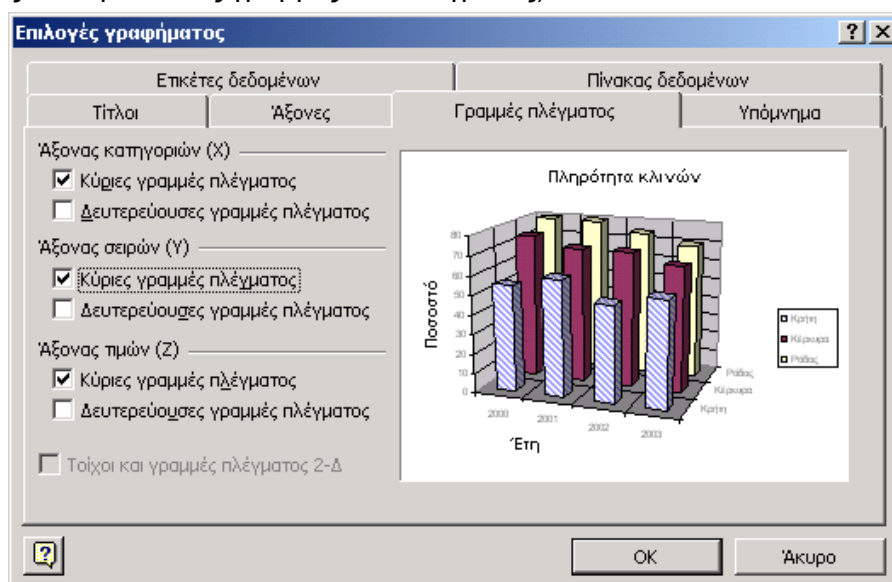 Επιλογές γραφήματος
Ετικέτες δεδομένων
Πίνακας δεδομένων
Τίτλοι
Άξονες
Γραμμές πλέγματος
Υπόμνημα
Άξονας κατηγοριών (X)
Κύριες γραμμές πλέγματος
Δευτερεύουσες γραμμές πλέγματος
Άξονας σειρών (Y)
Κύριες γραμμές πλέγματος
Δευτερεύουσες γραμμές πλέγματος
Άξονας τιμών (Z)
Κύριες γραμμές πλέγματος
Δευτερεύουσες γραμμές πλέγματος
Τοίχοι και γραμμές πλέγματος 2-Δ
Πληρότητα κλινών
Ποσοστό
80
70
60
50
40
30
20
10
0
2000
2001
2002
2003
Έτη
Ρόδος
Κέρκυρα
Κρήτη
Κρήτη
Κέρκυρα
Ρόδος
OK
Άκυρο